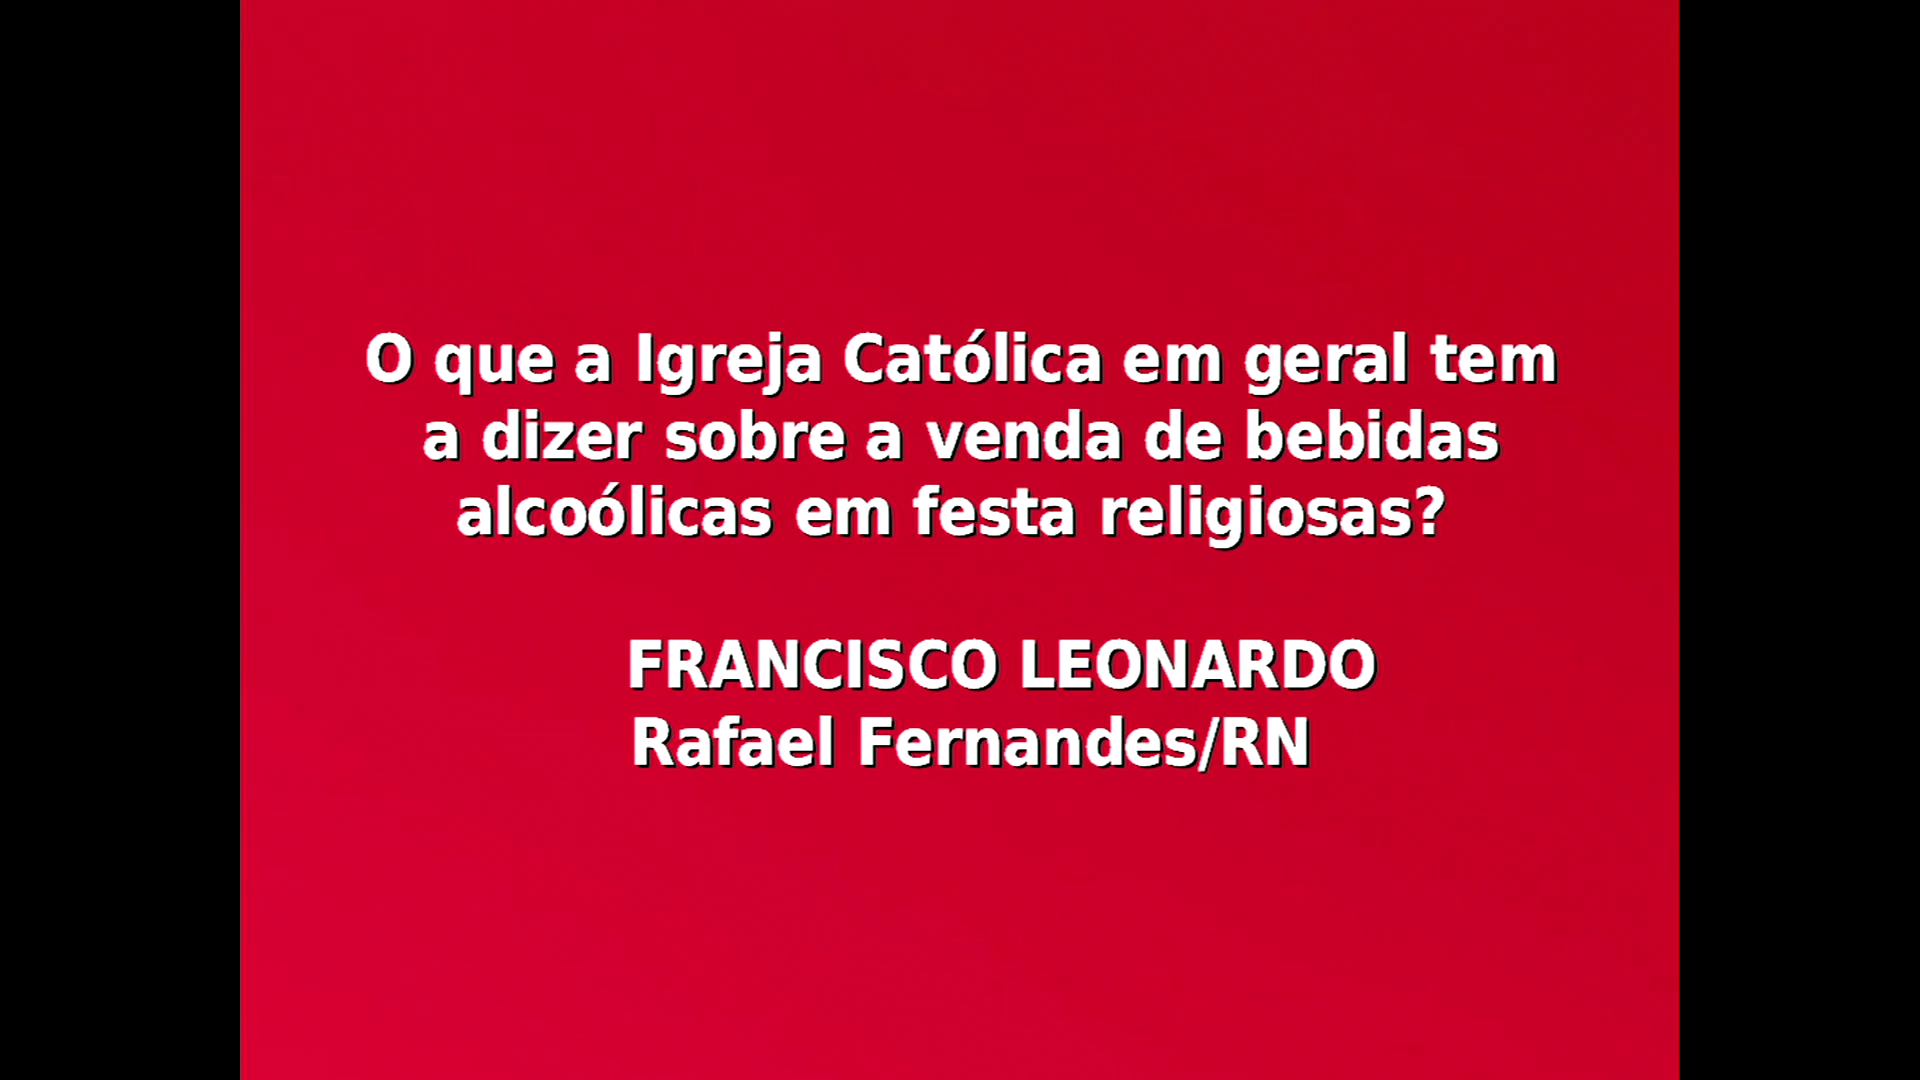 O que a Igreja Católica em geral tem
a dizer sobre a venda de bebidas
alcoólicas em festa religiosas?
FRANCISCO LEONARDO
Rafael Fernandes/RN